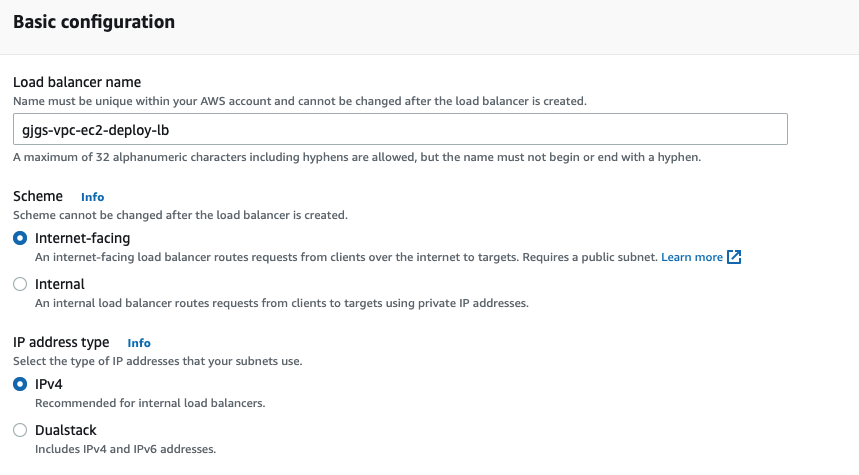 Basic configuration
Load balancer name
Name must be unique within your AWS account and cannot be changed after the load balancer is created.
gjgs-vpc-ec2-deploy-lb
A maximum of 32 alphanumeric characters including hyphens are allowed, but the name must not begin or end with a hyphen.
Scheme Info
Scheme cannot be changed after the load balancer is created.
Internet-facing
An internet-facing load balancer routes requests from clients over the internet to targets. Requires a public subnet. Learn more
Internal
An internal load balancer routes requests from clients to targets using private IP addresses.
IP address type Info
Select the type of IP addresses that your subnets use.
IPv4
Recommended for internal load balancers.
Dualstack
Includes IPv4 and IPv6 addresses.